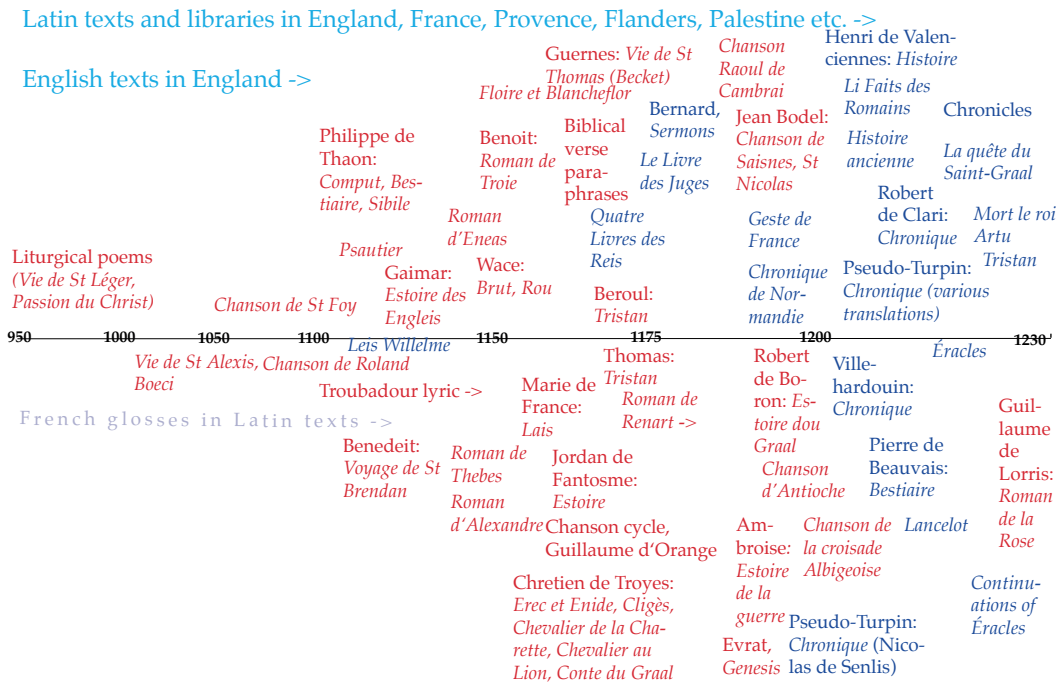 Latin texts and libraries in England, France, Provence, Flanders, Palestine etc. ->
English texts in England ->
Guernes: Vie de St
Thomas (Becket)
Floire et Blancheflor
Chanson
Raoul de
Cambrai
Henri de Valen-
ciennes: Histoire
Li Faits des
Romains
Chronicles
Philippe de
Thaon:
Comput, Bes-
tiaire, Sibile
Benoit:
Roman de
Troie
Biblical
verse
para-
phrases
Bernard,
Sermons
Le Livre
des Juges
Jean Bodel:
Chanson de
Saisnes, St
Nicolas
Histoire
ancienne
La quête du
Saint-Graal
Robert
de Clari:
Chronique
Mort le roi
Artu
Tristan
Liturgical poems
(Vie de St Léger,
Passion du Christ)
Chanson de St Foy
Psautier
Gaimar:
Estoire des
Engleis
Roman
d'Eneas
Wace:
Brut, Rou
Quatre
Livres des
Reis
Beroul:
Tristan
Geste de
France
Chronique
de Nor-
mandie
Pseudo-Turpin:
Chronique (various
translations)
950 1000 1050 1100 1150 1175 1200 1230
Leis Willelme
Éracles
Vie de St Alexis, Chanson de Roland
Boeci
Troubadour lyric ->
French glosses in Latin texts ->
Marie de
France:
Lais
Thomas:
Tristan
Roman de
Renart ->
Robert
de Bo-
ron: Es-
toire dou
Graal
Chanson
d'Antioche
Ville-
hardouin:
Chronique
Guil-
laume
de
Lorris:
Roman
de la
Rose
Benedeit:
Voyage de St
Brendan
Roman de
Thebes
Roman
d'Alexandre
Jordan de
Fantosme:
Estoire
Pierre de
Beauvais:
Bestiaire
Chanson cycle,
Guillaume d'Orange
Am-
broise:
Estoire
de la
guerre
Chanson de
la croisade
Albigeoise
Lancelot
Chretien de Troyes:
Erec et Enide, Cligès,
Chevalier de la Cha-
rette, Chevalier au
Lion, Conte du Graal
Evrat,
Genesis
Pseudo-Turpin:
Chronique (Nico-
las de Senlis)
Continu-
ations of
Éracles